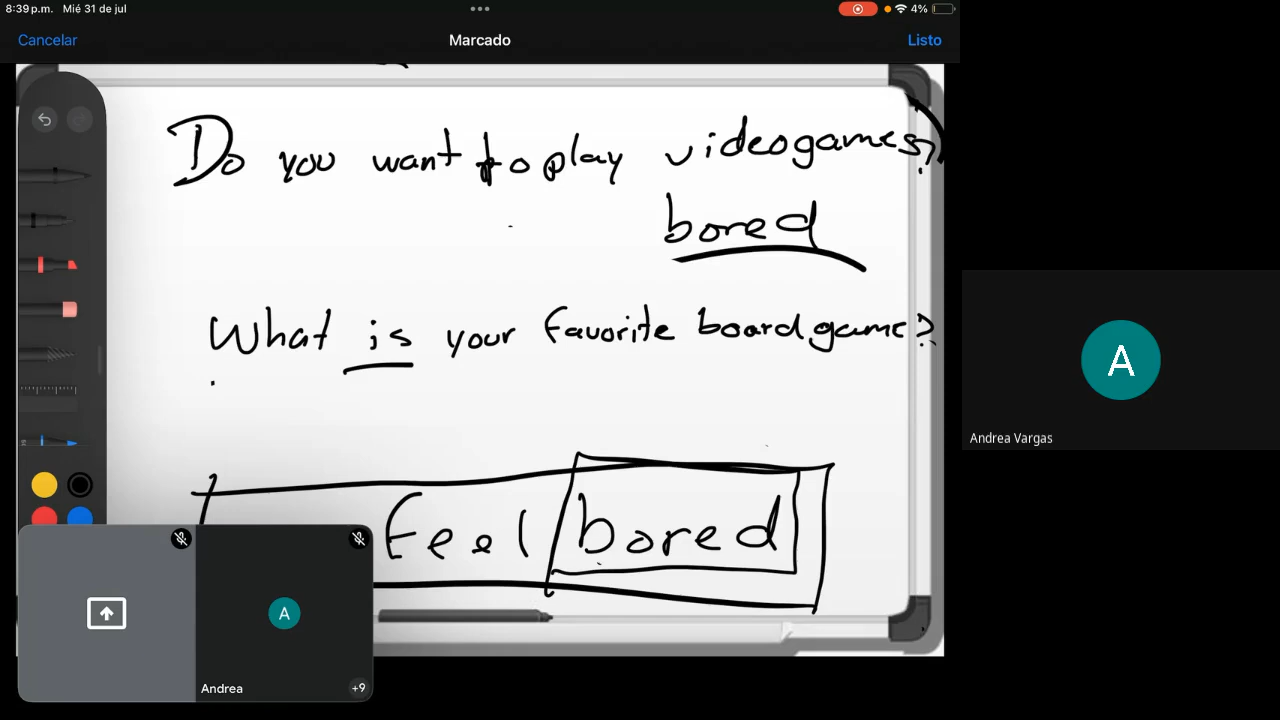 8:39 p.m. Mié 31 de jul
4%
Cancelar
Marcado
Listo
Do you want to play videogames?
bored
What is your favorite boardgame?
feel bored
A
Andrea Vargas
A
Andrea
+9